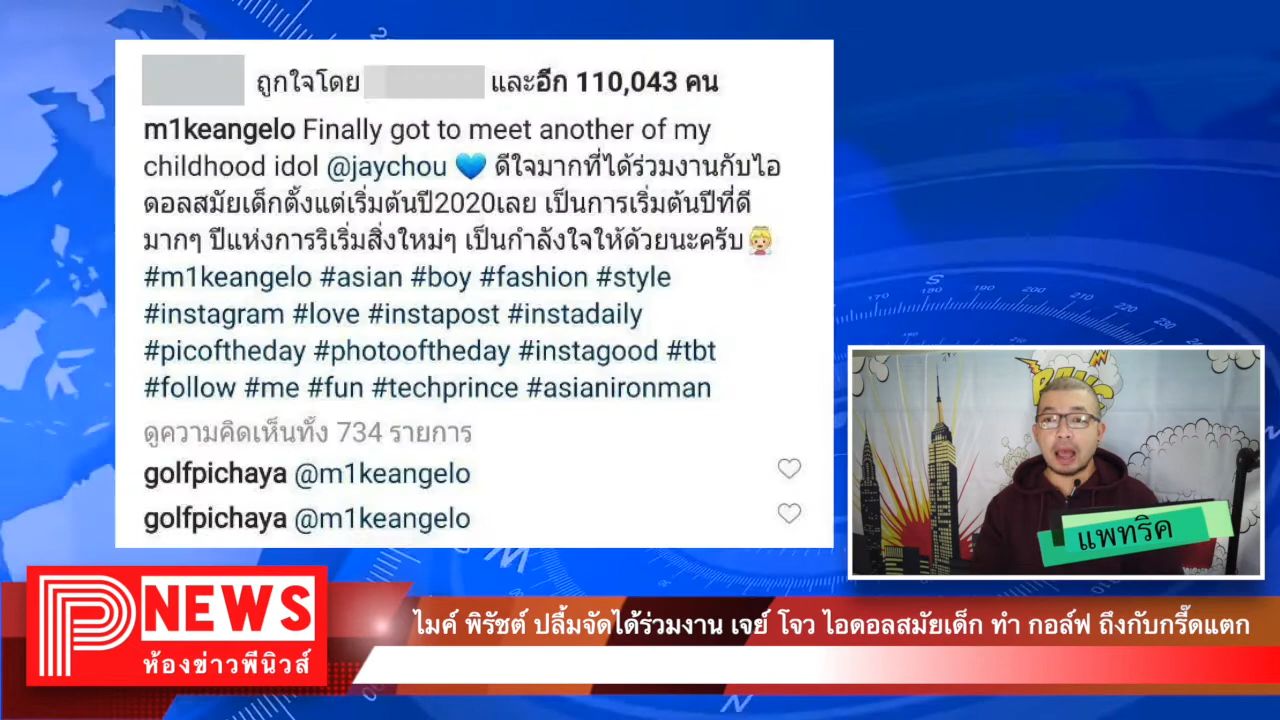 ถูกใจโดย และอีก 110,043 คน
m1keangelo Finally got to meet another of my
childhood idol @jaychou 💙 ดีใจมากที่ได้ร่วมงานกับไอ
ดอลสมัยเด็กตั้งแต่เริ่มต้นปี2020เลย เป็นการเริ่มต้นปีที่ดี
มากๆ ปีแห่งการริเริ่มสิ่งใหม่ๆ เป็นกำลังใจให้ด้วยนะครับ👼🏼
#m1keangelo #asian #boy #fashion #style
#instagram #love #instapost #instadaily
#picoftheday #photooftheday #instagood #tbt
#follow #me #fun #techprince #asianironman
ดูความคิดเห็นทั้ง 734 รายการ
golfpichaya @m1keangelo
golfpichaya @m1keangelo
S
170 180 190 200 210 220 230
แพทริค
P NEWS
ห้องข่าวพีนิวส์
ไมค์ พิรัชต์ ปลื้มจัดได้ร่วมงาน เจย์ โจว ไอดอลสมัยเด็ก ทำ กอล์ฟ ถึงกับกรี๊ดแตก
W
N